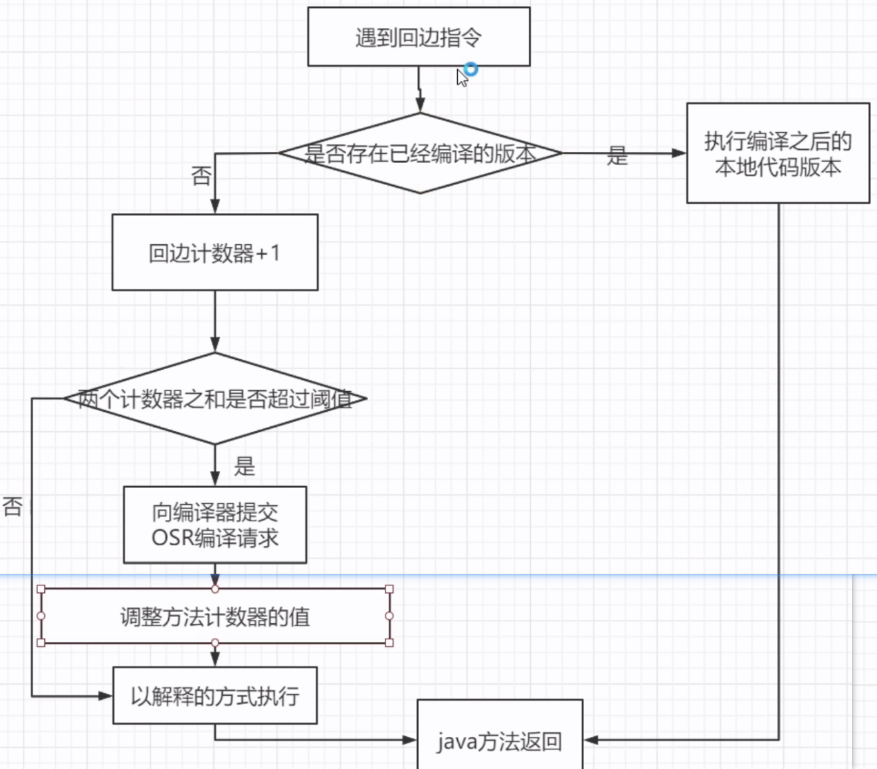 遇到回边指令
是否存在已经编译的版本
是
执行编译之后的
本地代码版本
否
回边计数器+1
两个计数器之和是否超过阈值
是
否
向编译器提交
OSR编译请求
调整方法计数器的值
以解释的方式执行
java方法返回